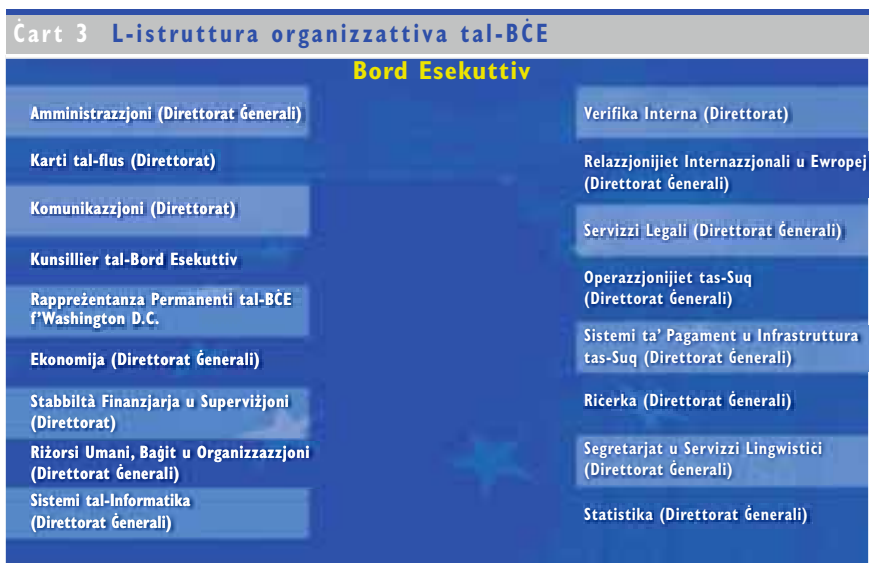 Ċart 3 L-istruttura organizzattiva tal-BĊE
Bord Esekuttiv
Amministrazzjoni (Direttorat Ġenerali)
Karti tal-flus (Direttorat)
Komunikazzjoni (Direttorat)
Kunsillier tal-Bord Esekuttiv
Rappreżentanza Permanenti tal-BĊE
f'Washington D.C.
Ekonomija (Direttorat Ġenerali)
Stabbiltà Finanzjarja u Superviżjoni
(Direttorat)
Riżorsi Umani, Baġit u Organizzazzjoni
(Direttorat Ġenerali)
Sistemi tal-Informatika
(Direttorat Ġenerali)
Verifika Interna (Direttorat)
Relazzjonijiet Internazzjonali u Ewropej
(Direttorat Ġenerali)
Servizzi Legali (Direttorat Ġenerali)
Operazzjonijiet tas-Suq
(Direttorat Ġenerali)
Sistemi ta' Pagament u Infrastruttura
tas-Suq (Direttorat Ġenerali)
Riċerka (Direttorat Ġenerali)
Segretarjat u Servizzi Lingwistiċi
(Direttorat Ġenerali)
Statistika (Direttorat Ġenerali)